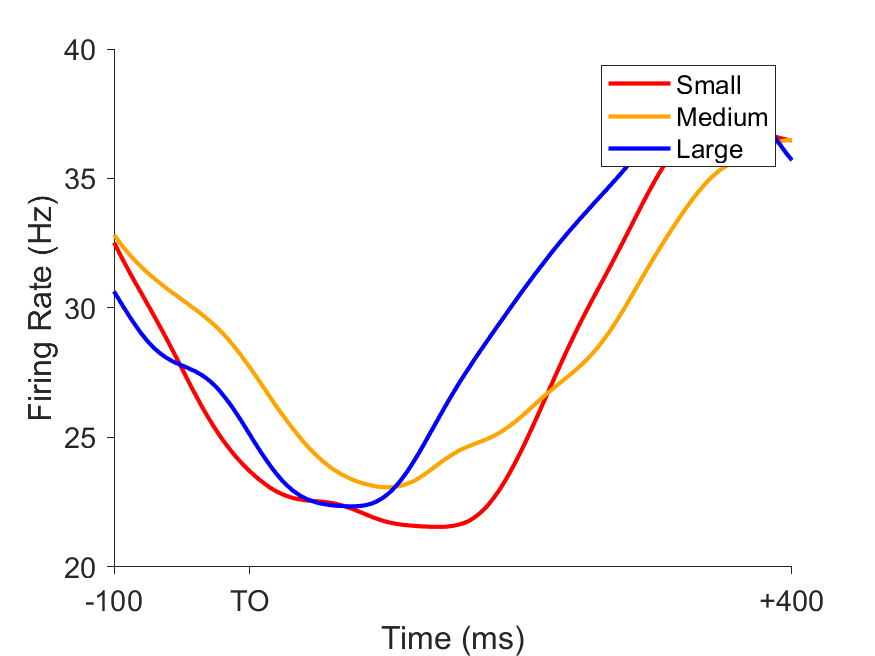 40
35
30
25
20
Firing Rate (Hz)
Small
Medium
Large
-100
TO
+400
Time (ms)